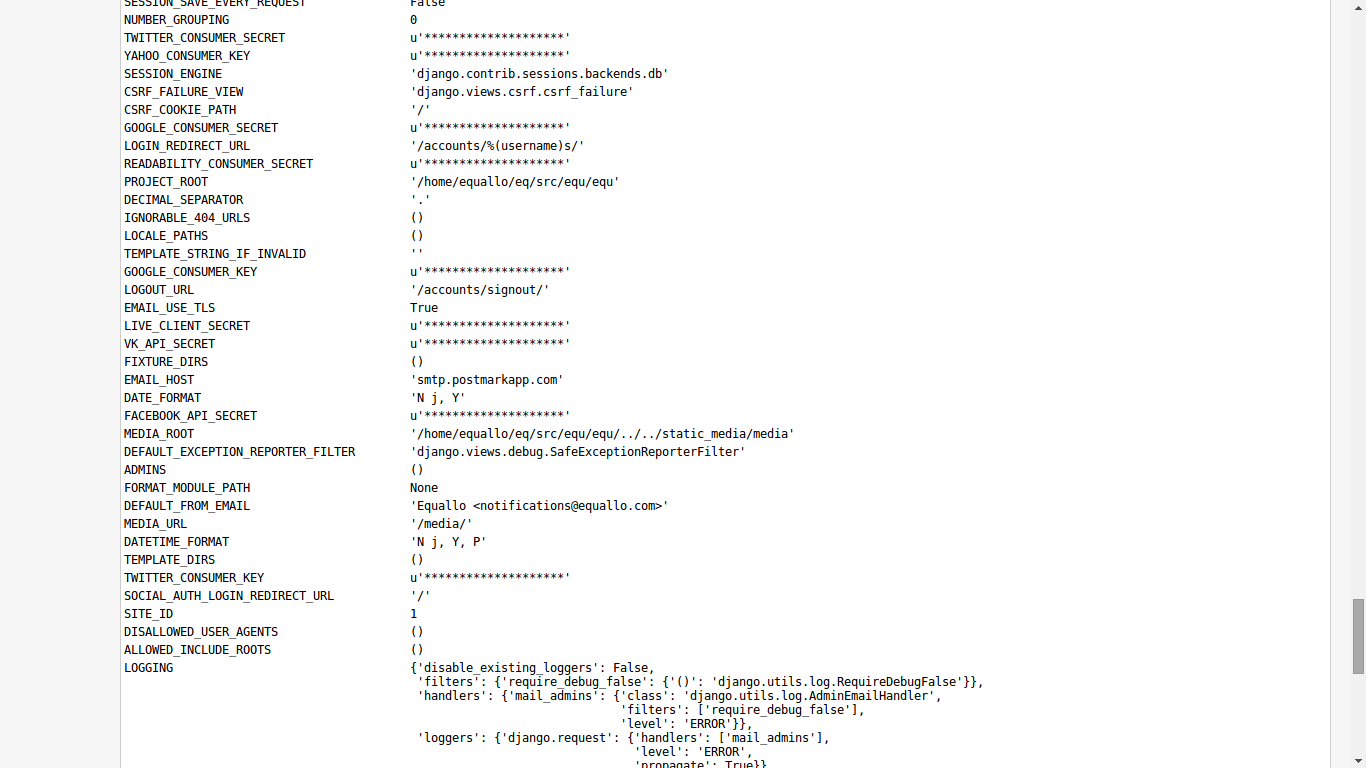 SESSION_SAVE_EVERY_REQUEST False
NUMBER_GROUPING 0
TWITTER_CONSUMER_SECRET u'********************'
YAHOO_CONSUMER_KEY u'********************'
SESSION_ENGINE 'django.contrib.sessions.backends.db'
CSRF_FAILURE_VIEW 'django.views.csrf.csrf_failure'
CSRF_COOKIE_PATH '/'
GOOGLE_CONSUMER_SECRET u'********************'
LOGIN_REDIRECT_URL '/accounts/%(username)s/'
READABILITY_CONSUMER_SECRET u'********************'
PROJECT_ROOT '/home/equallo/eq/src/equ/equ'
DECIMAL_SEPARATOR '.'
IGNORABLE_404_URLS ()
LOCALE_PATHS ()
TEMPLATE_STRING_IF_INVALID ''
GOOGLE_CONSUMER_KEY u'********************'
LOGOUT_URL '/accounts/signout/'
EMAIL_USE_TLS True
LIVE_CLIENT_SECRET u'********************'
VK_API_SECRET u'********************'
FIXTURE_DIRS ()
EMAIL_HOST 'smtp.postmarkapp.com'
DATE_FORMAT 'N j, Y'
FACEBOOK_API_SECRET u'********************'
MEDIA_ROOT '/home/equallo/eq/src/equ/equ/../../static_media/media'
DEFAULT_EXCEPTION_REPORTER_FILTER 'django.views.debug.SafeExceptionReporterFilter'
ADMINS ()
FORMAT_MODULE_PATH None
DEFAULT_FROM_EMAIL 'Equallo <notifications@equallo.com>'
MEDIA_URL '/media/'
DATETIME_FORMAT 'N j, Y, P'
TEMPLATE_DIRS ()
TWITTER_CONSUMER_KEY u'********************'
SOCIAL_AUTH_LOGIN_REDIRECT_URL '/'
SITE_ID 1
DISALLOWED_USER_AGENTS ()
ALLOWED_INCLUDE_ROOTS ()
LOGGING {'disable_existing_loggers': False,
'filters': {'require_debug_false': {'()': 'django.utils.log.RequireDebugFalse'}},
'handlers': {'mail_admins': {'class': 'django.utils.log.AdminEmailHandler',
'filters': ['require_debug_false'],
'level': 'ERROR'}},
'loggers': {'django.request': {'handlers': ['mail_admins'],
'level': 'ERROR',
'propagate': True}}